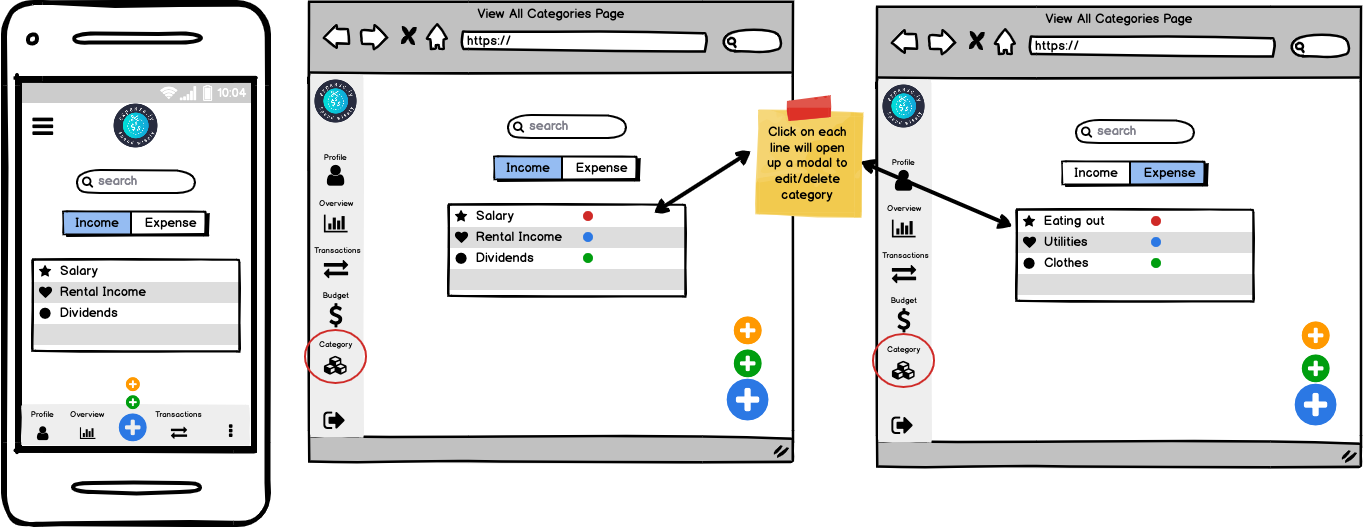 10:04
search
Income Expense
Salary
Rental Income
Dividends
Profile Overview Transactions
View All Categories Page
https://
Profile
Overview
Transactions
Budget
Category
search
Income Expense
Salary
Rental Income
Dividends
Click on each
line will open
up a modal to
edit/delete
category
View All Categories Page
https://
Profile
Overview
Transactions
Budget
Category
search
Income Expense
Eating out
Utilities
Clothes